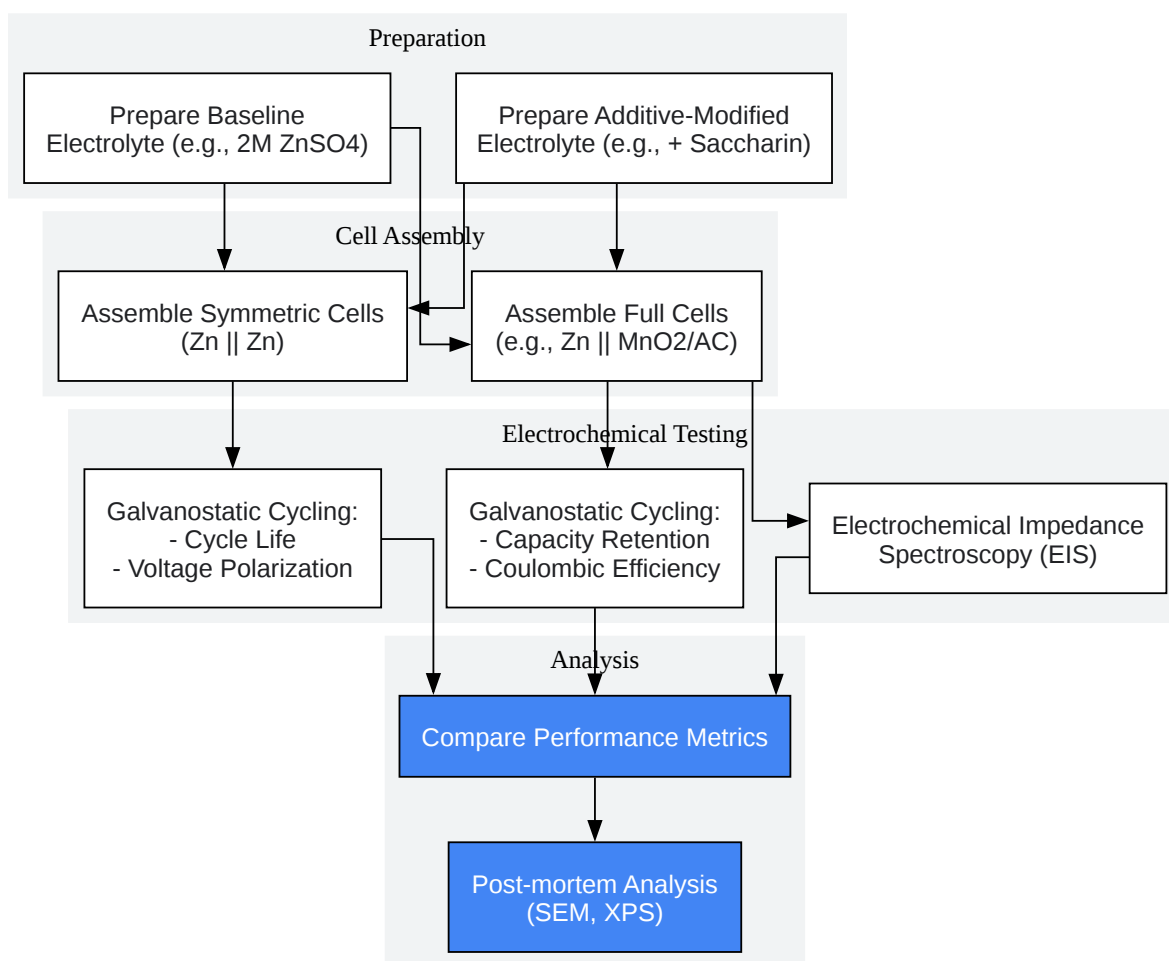 Preparation
Prepare Baseline
Electrolyte (e.g., 2M ZnSO4)
Prepare Additive-Modified
Electrolyte (e.g., + Saccharin)
Cell Assembly
Assemble Symmetric Cells
(Zn || Zn)
Assemble Full Cells
(e.g., Zn || MnO2/AC)
Electrochemical Testing
Galvanostatic Cycling:
- Cycle Life
- Voltage Polarization
Galvanostatic Cycling:
- Capacity Retention
- Coulombic Efficiency
Electrochemical Impedance
Spectroscopy (EIS)
Analysis
Compare Performance Metrics
Post-mortem Analysis
(SEM, XPS)